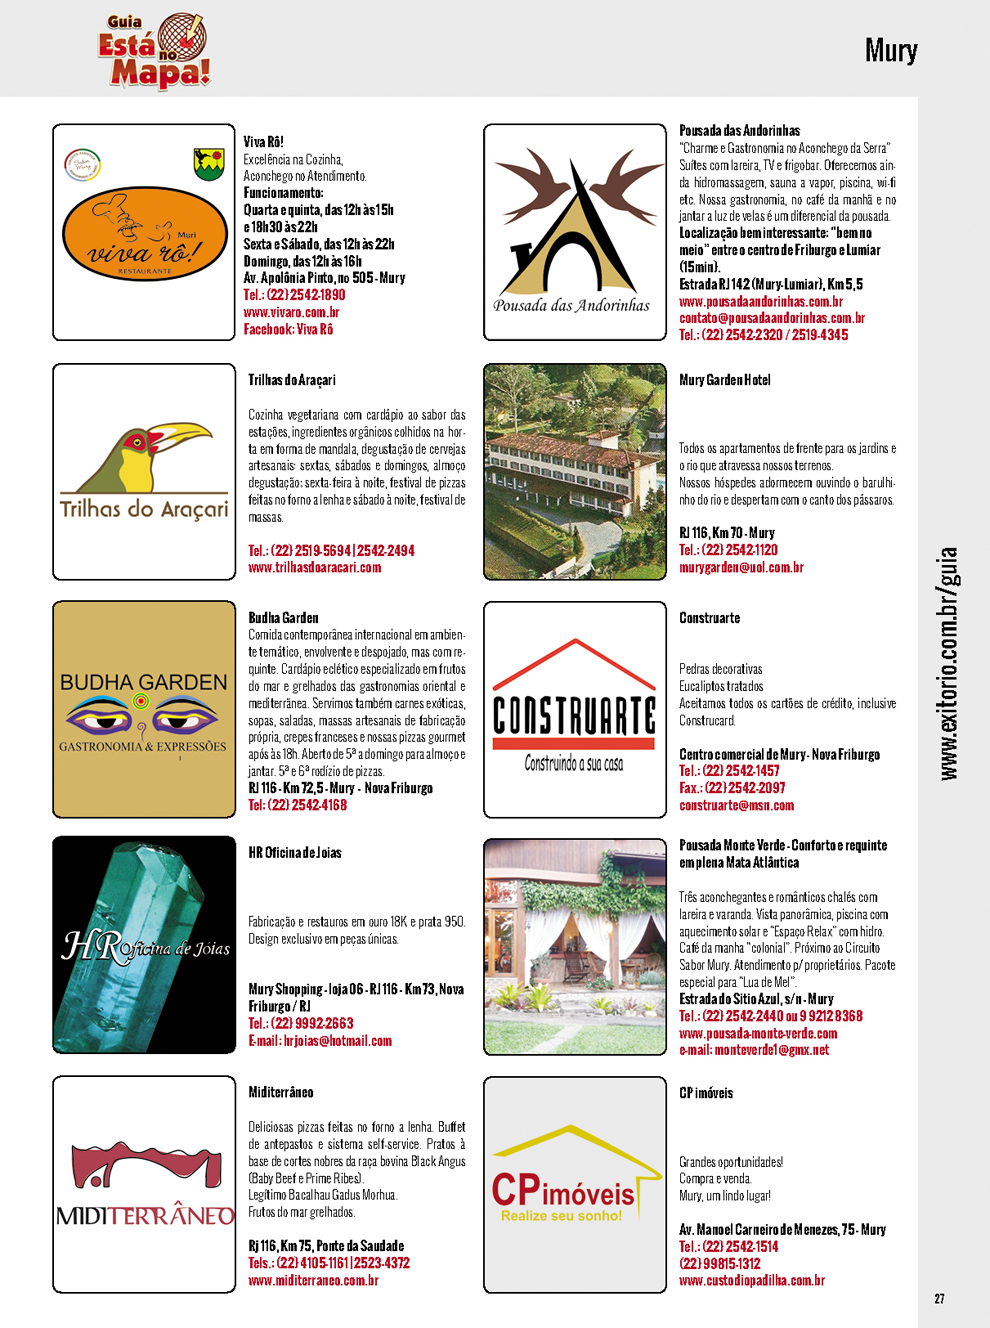 Guia
Está no
Mapa!
Mury
Muri
viva rô!
RESTAURANTE
Viva Rô!
Excelência na Cozinha,
Aconchego no Atendimento.
Funcionamento:
Quarta e quinta, das 12h às 15h
e 18h30 às 22h
Sexta e Sábado, das 12h às 22h
Domingo, das 12h às 16h
Av. Apolônia Pinto, no 505 - Mury
Tel.: (22) 2542-1890
www.vivaro.com.br
Facebook: Viva Rô
Pousada das Andorinhas
Pousada das Andorinhas
"Charme e Gastronomia no Aconchego da Serra"
Suítes com lareira, TV e frigobar. Oferecemos ain-
da hidromassagem, sauna a vapor, piscina, wi-fi
etc. Nossa gastronomia, no café da manhã e no
jantar a luz de velas é um diferencial da pousada.
Localização bem interessante: "bem no
meio" entre o centro de Friburgo e Lumiar
(15min).
Estrada RJ 142 (Mury-Lumiar), Km 5,5
www.pousadaandorinhas.com.br
contato@pousadaandorinhas.com.br
Tel.: (22) 2542-2320 / 2519-4345
Trilhas do Araçari
Trilhas do Araçari
Cozinha vegetariana com cardápio ao sabor das
estações, ingredientes orgânicos colhidos na hor-
ta em forma de mandala, degustação de cervejas
artesanais: sextas, sábados e domingos, almoço
degustação; sexta-feira à noite, festival de pizzas
feitas no forno a lenha e sábado à noite, festival de
massas.
Tel.: (22) 2519-5694 | 2542-2494
www.trilhasdoaracari.com
Mury Garden Hotel
Todos os apartamentos de frente para os jardins e
o rio que atravessa nossos terrenos.
Nossos hóspedes adormecem ouvindo o barulhi-
nho do rio e despertam com o canto dos pássaros.
RJ 116, Km 70 - Mury
Tel.: (22) 2542-1120
murygarden@uol.com.br
BUDHA GARDEN
GASTRONOMIA & EXPRESSÕES
Budha Garden
Comida contemporânea internacional em ambien-
te temático, envolvente e despojado, mas com re-
quinte. Cardápio eclético especializado em frutos
do mar e grelhados das gastronomias oriental e
mediterrânea. Servimos também carnes exóticas,
sopas, saladas, massas artesanais de fabricação
própria, crepes franceses e nossas pizzas gourmet
após às 18h. Aberto de 5ª a domingo para almoço e
jantar. 5ª e 6ª rodízio de pizzas.
RJ 116 - Km 72,5 - Mury - Nova Friburgo
Tel: (22) 2542-4168
CONSTRUARTE
Construindo a sua casa
Construarte
Pedras decorativas
Eucaliptos tratados
Aceitamos todos os cartões de crédito, inclusive
Construcard.
Centro comercial de Mury - Nova Friburgo
Tel.: (22) 2542-1457
Fax.: (22) 2542-2097
construarte@msn.com
HR Oficina de Jóias
HR Oficina de Joias
Fabricação e restauros em ouro 18K e prata 950.
Design exclusivo em peças únicas.
Mury Shopping - loja 06 - RJ 116 - Km 73, Nova
Friburgo / RJ
Tel.: (22) 9992-2663
E-mail: hrjoias@hotmail.com
Pousada Monte Verde - Conforto e requinte
em plena Mata Atlântica
Três aconchegantes e românticos chalés com
lareira e varanda. Vista panorâmica, piscina com
aquecimento solar e "Espaço Relax" com hidro.
Café da manha "colonial". Próximo ao Circuito
Sabor Mury. Atendimento p/ proprietários. Pacote
especial para "Lua de Mel".
Estrada do Sítio Azul, s/n - Mury
Tel.: (22) 2542-2440 ou 9 9212 8368
www.pousada-monte-verde.com
e-mail: monteverde1@gmx.net
MIDITERRÂNEO
Miditerrâneo
Deliciosas pizzas feitas no forno a lenha. Buffet
de antepastos e sistema self-service. Pratos à
base de cortes nobres da raça bovina Black Angus
(Baby Beef e Prime Ribes).
Legítimo Bacalhau Gadus Morhua.
Frutos do mar grelhados.
Rj 116, Km 75, Ponte da Saudade
Tels.: (22) 4105-1161 | 2523-4372
www.miditerraneo.com.br
CP imóveis
Realize seu sonho!
CP imóveis
Grandes oportunidades!
Compra e venda.
Mury, um lindo lugar!
Av. Manoel Carneiro de Menezes, 75 - Mury
Tel.: (22) 2542-1514
(22) 99815-1312
www.custodiopadilha.com.br
www.exitorio.com.br/guia
27